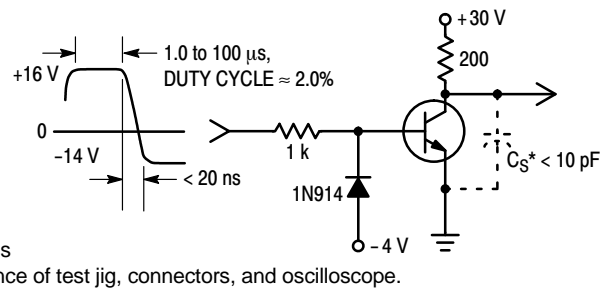 +30 V
200
1.0 to 100 μs,
DUTY CYCLE ≈ 2.0%
+16 V
0
−14 V
< 20 ns
1 k
1N914
CS* < 10 pF
−4 V
s
nce of test jig, connectors, and oscilloscope.